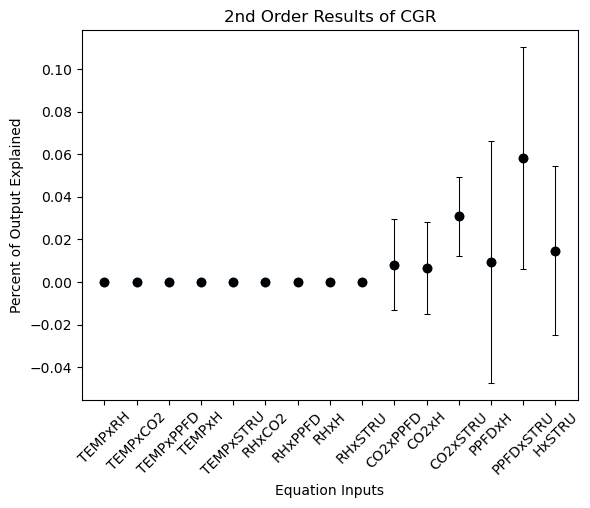 2nd Order Results of CGR
Percent of Output Explained
0.10
0.08
0.06
0.04
0.02
0.00
−0.02
−0.04
TEMPxRH
TEMPxCO2
TEMPxPPFD
TEMPxH
TEMPxSTRU
RHxCO2
RHxPPFD
RHxH
RHxSTRU
CO2xPPFD
CO2xH
CO2xSTRU
PPFDxH
PPFDxSTRU
HxSTRU
Equation Inputs